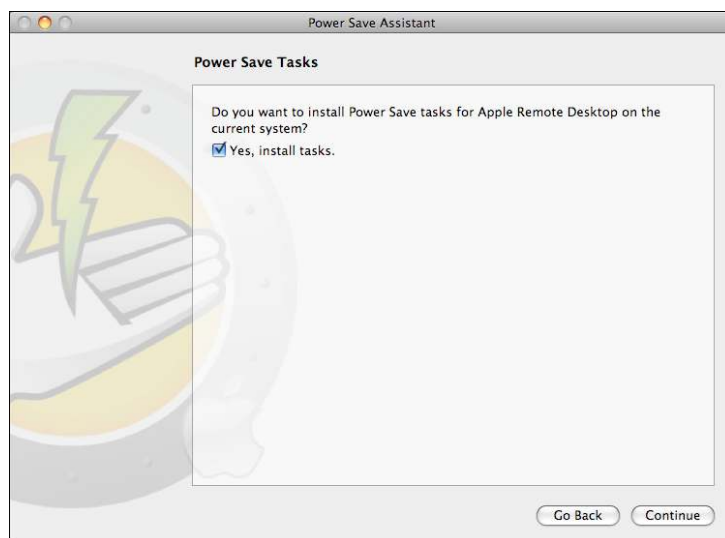 Power Save Assistant
Power Save Tasks
Do you want to install Power Save tasks for Apple Remote Desktop on the
current system?
Yes, install tasks.
Go Back
Continue